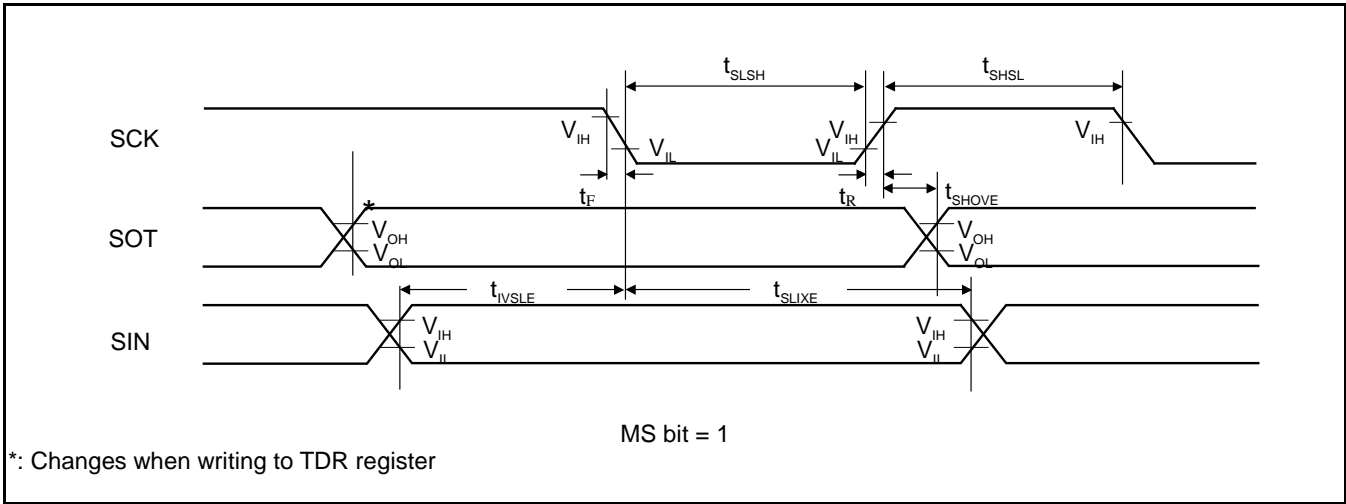 tSLSH tSHSL
SCK VIH VIL VIL VIH VIH
tF tR tSHOVE
*
SOT VOH VOH
VOL VOL
tIVSLE tSLIXE
SIN VIH VIH
VIL VIL
MS bit = 1
*: Changes when writing to TDR register